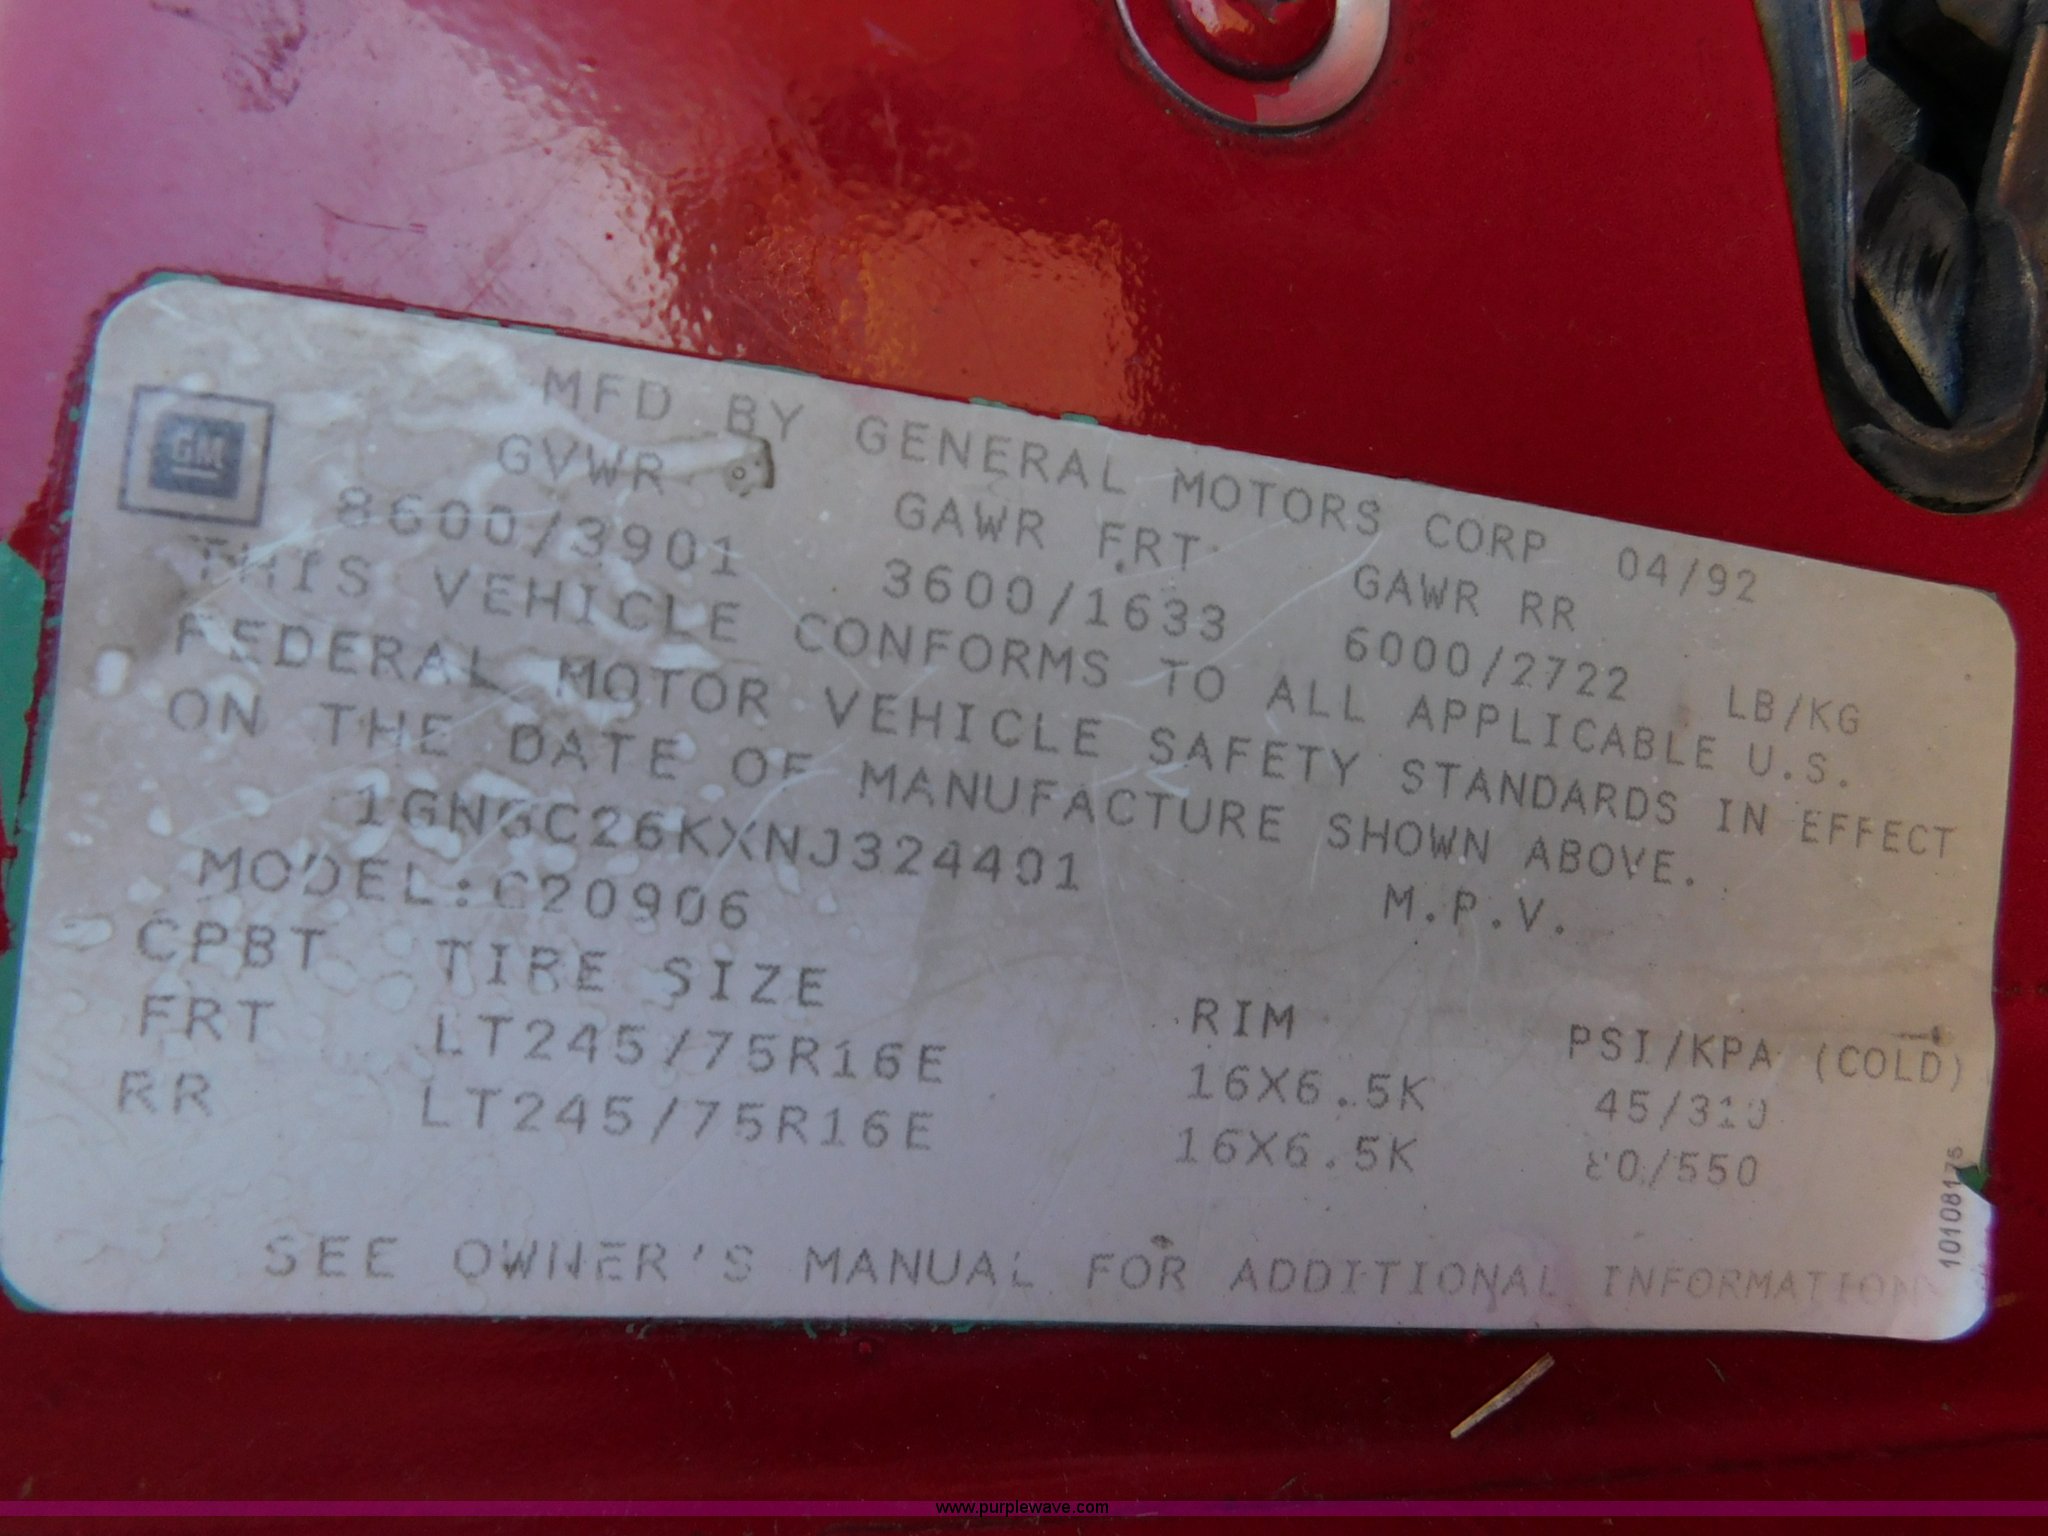 GM
MFD BY GENERAL MOTORS CORP 04/92
GVWR GAWR FRT GAWR RR
8600/3901 3600/1633 6000/2722 LB/KG
THIS VEHICLE CONFORMS TO ALL APPLICABLE U.S.
FEDERAL MOTOR VEHICLE SAFETY STANDARDS IN EFFECT
ON THE DATE OF MANUFACTURE SHOWN ABOVE.
1GNGC26KXNJ324401 M.P.V.
MODEL:C20906
CPBT TIRE SIZE RIM PSI/KPA (COLD)
FRT LT245/75R16E 16X6.5K 45/310
RR LT245/75R16E 16X6.5K 80/550
SEE OWNER'S MANUAL FOR ADDITIONAL INFORMATION
10108176
www.purplewave.com